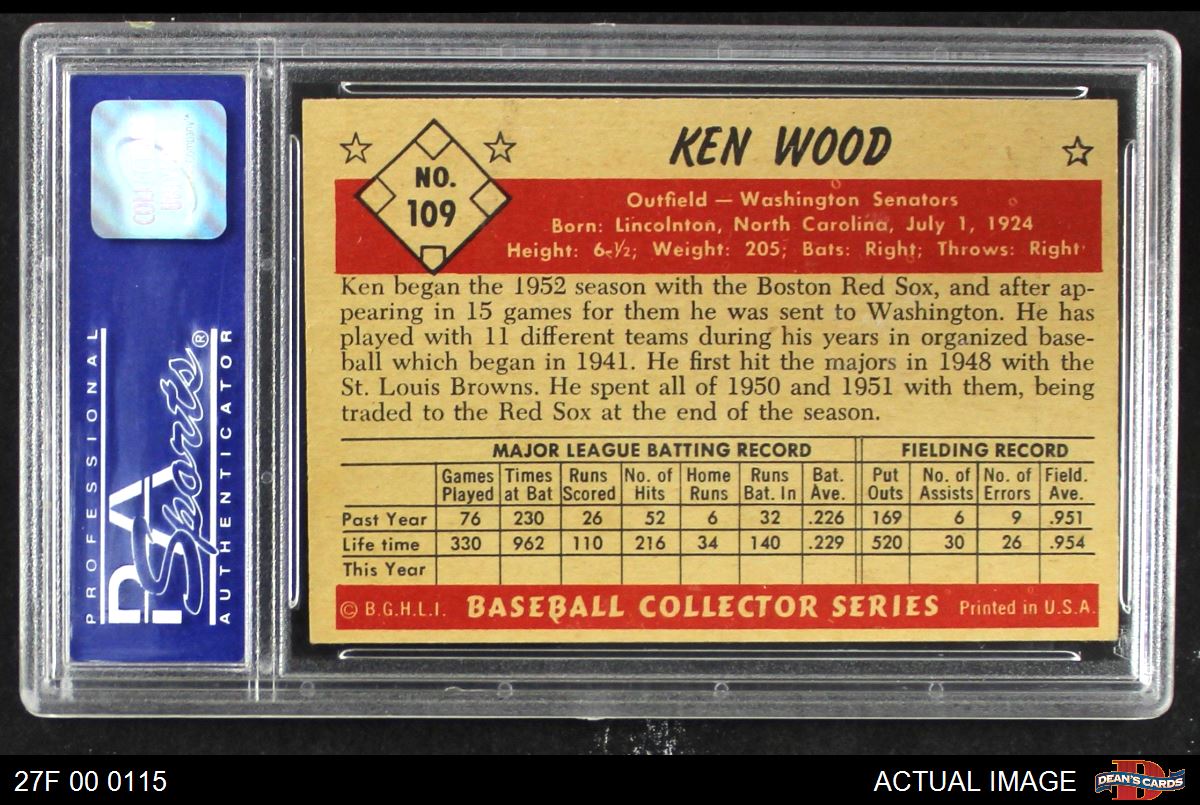 KEN WOOD
NO.
109
Outfield — Washington Senators
Born: Lincolnton, North Carolina, July 1, 1924
Height: 6-½; Weight: 205; Bats: Right; Throws: Right
Ken began the 1952 season with the Boston Red Sox, and after ap-
pearing in 15 games for them he was sent to Washington. He has
played with 11 different teams during his years in organized base-
ball which began in 1941. He first hit the majors in 1948 with the
St. Louis Browns. He spent all of 1950 and 1951 with them, being
traded to the Red Sox at the end of the season.
MAJOR LEAGUE BATTING RECORD FIELDING RECORD
Games Times Runs No. of Home Runs Bat. Put No. of No. of Field.
Played at Bat Scored Hits Runs Bat. In Ave. Outs Assists Errors Ave.
Past Year 76 230 26 52 6 32 .226 169 6 9 .951
Life time 330 962 110 216 34 140 .229 520 30 26 .954
This Year
© B.G.H.L.I. BASEBALL COLLECTOR SERIES Printed in U.S.A.
PROFESSIONAL
PSA
Sports®
AUTHENTICATOR
27F 00 0115
ACTUAL IMAGE
DEAN'S CARDS